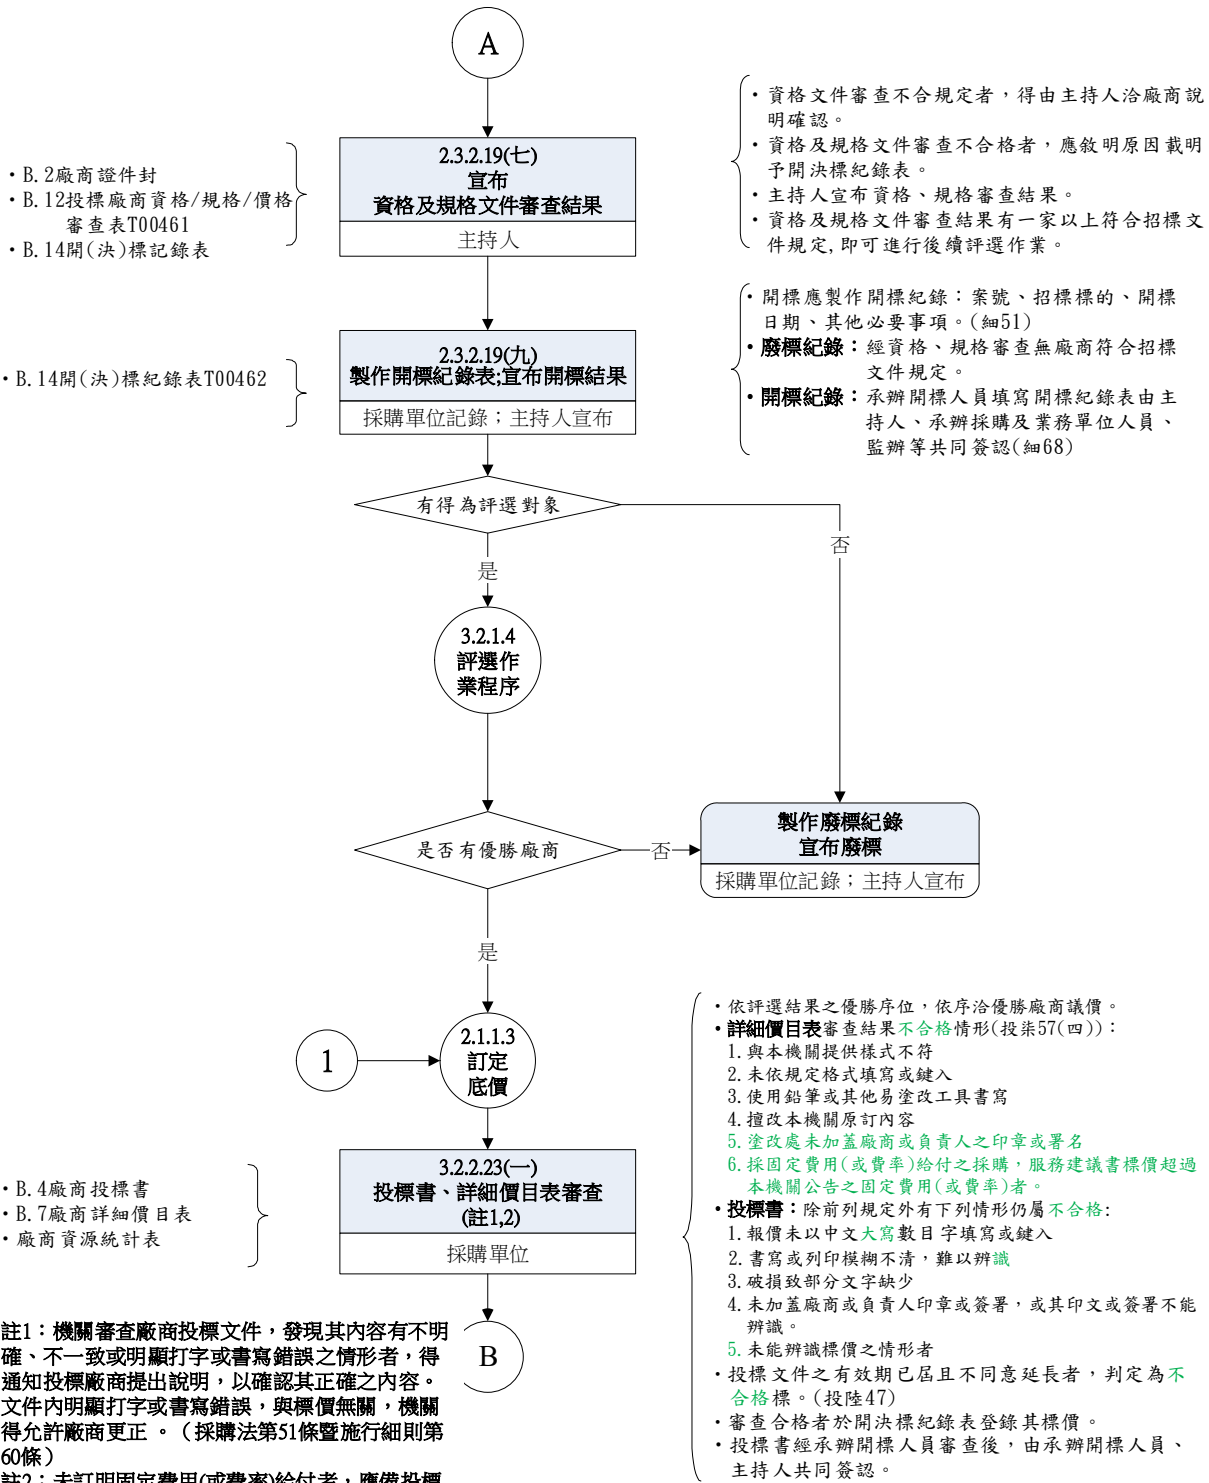 A
2.3.2.19(七)
宣布
資格及規格文件審查結果
主持人
・B.2廠商證件封
・B.12投標廠商資格/規格/價格
審查表T00461
・B.14開(決)標記錄表
・資格文件審查不合規定者，得由主持人洽廠商說
明確認。
・資格及規格文件審查不合格者，應敘明原因載明
予開決標紀錄表。
・主持人宣布資格、規格審查結果。
・資格及規格文件審查結果有一家以上符合招標文
件規定,即可進行後續評選作業。
2.3.2.19(九)
製作開標紀錄表;宣布開標結果
採購單位記錄；主持人宣布
・B.14開(決)標紀錄表T00462
・開標應製作開標紀錄：案號、招標標的、開標
日期、其他必要事項。(細51)
・廢標紀錄：經資格、規格審查無廠商符合招標
文件規定。
・開標紀錄：承辦開標人員填寫開標紀錄表由主
持人、承辦採購及業務單位人員、
監辦等共同簽認(細68)
有得為評選對象
否
是
3.2.1.4
評選作
業程序
是否有優勝廠商
否
製作廢標紀錄
宣布廢標
採購單位記錄；主持人宣布
是
1
2.1.1.3
訂定
底價
3.2.2.23(一)
投標書、詳細價目表審查
(註1,2)
採購單位
・B.4廠商投標書
・B.7廠商詳細價目表
・廠商資源統計表
・依評選結果之優勝序位，依序洽優勝廠商議價。
・詳細價目表審查結果不合格情形(投柒57(四))：
1.與本機關提供樣式不符
2.未依規定格式填寫或鍵入
3.使用鉛筆或其他易塗改工具書寫
4.擅改本機關原訂內容
5.塗改處未加蓋廠商或負責人之印章或署名
6.採固定費用(或費率)給付之採購，服務建議書標價超過
本機關公告之固定費用(或費率)者。
・投標書：除前列規定外有下列情形仍屬不合格:
1.報價未以中文大寫數目字填寫或鍵入
2.書寫或列印模糊不清，難以辨識
3.破損致部分文字缺少
4.未加蓋廠商或負責人印章或簽署，或其印文或簽署不能
辨識。
5.未能辨識標價之情形者
・投標文件之有效期已屆且不同意延長者，判定為不
合格標。(投陸47)
・審查合格者於開決標紀錄表登錄其標價。
・投標書經承辦開標人員審查後，由承辦開標人員、
主持人共同簽認。
B
註1：機關審查廠商投標文件，發現其內容有不明
確、不一致或明顯打字或書寫錯誤之情形者，得
通知投標廠商提出說明，以確認其正確之內容。
文件內明顯打字或書寫錯誤，與標價無關，機關
得允許廠商更正 。（採購法第51條暨施行細則第
60條）
註2：未訂明固定費用(或費率)給付者，應備投標